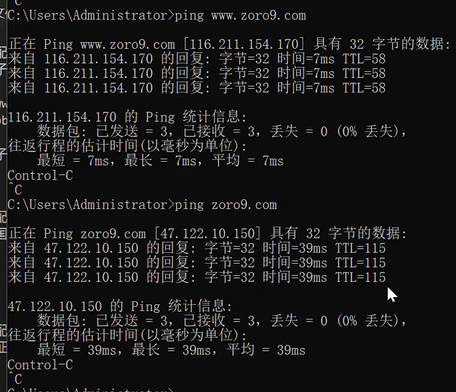 ^C
C:\Users\Administrator>ping www.zoro9.com
正在 Ping www.zoro9.com [116.211.154.170] 具有 32 字节的数据:
来自 116.211.154.170 的回复: 字节=32 时间=7ms TTL=58
来自 116.211.154.170 的回复: 字节=32 时间=7ms TTL=58
来自 116.211.154.170 的回复: 字节=32 时间=7ms TTL=58
116.211.154.170 的 Ping 统计信息:
数据包: 已发送 = 3，已接收 = 3，丢失 = 0 (0% 丢失)，
往返行程的估计时间(以毫秒为单位):
最短 = 7ms，最长 = 7ms，平均 = 7ms
Control-C
^C
C:\Users\Administrator>ping zoro9.com
正在 Ping zoro9.com [47.122.10.150] 具有 32 字节的数据:
来自 47.122.10.150 的回复: 字节=32 时间=39ms TTL=115
来自 47.122.10.150 的回复: 字节=32 时间=39ms TTL=115
来自 47.122.10.150 的回复: 字节=32 时间=39ms TTL=115
47.122.10.150 的 Ping 统计信息:
数据包: 已发送 = 3，已接收 = 3，丢失 = 0 (0% 丢失)，
往返行程的估计时间(以毫秒为单位):
最短 = 39ms，最长 = 39ms，平均 = 39ms
Control-C
^C